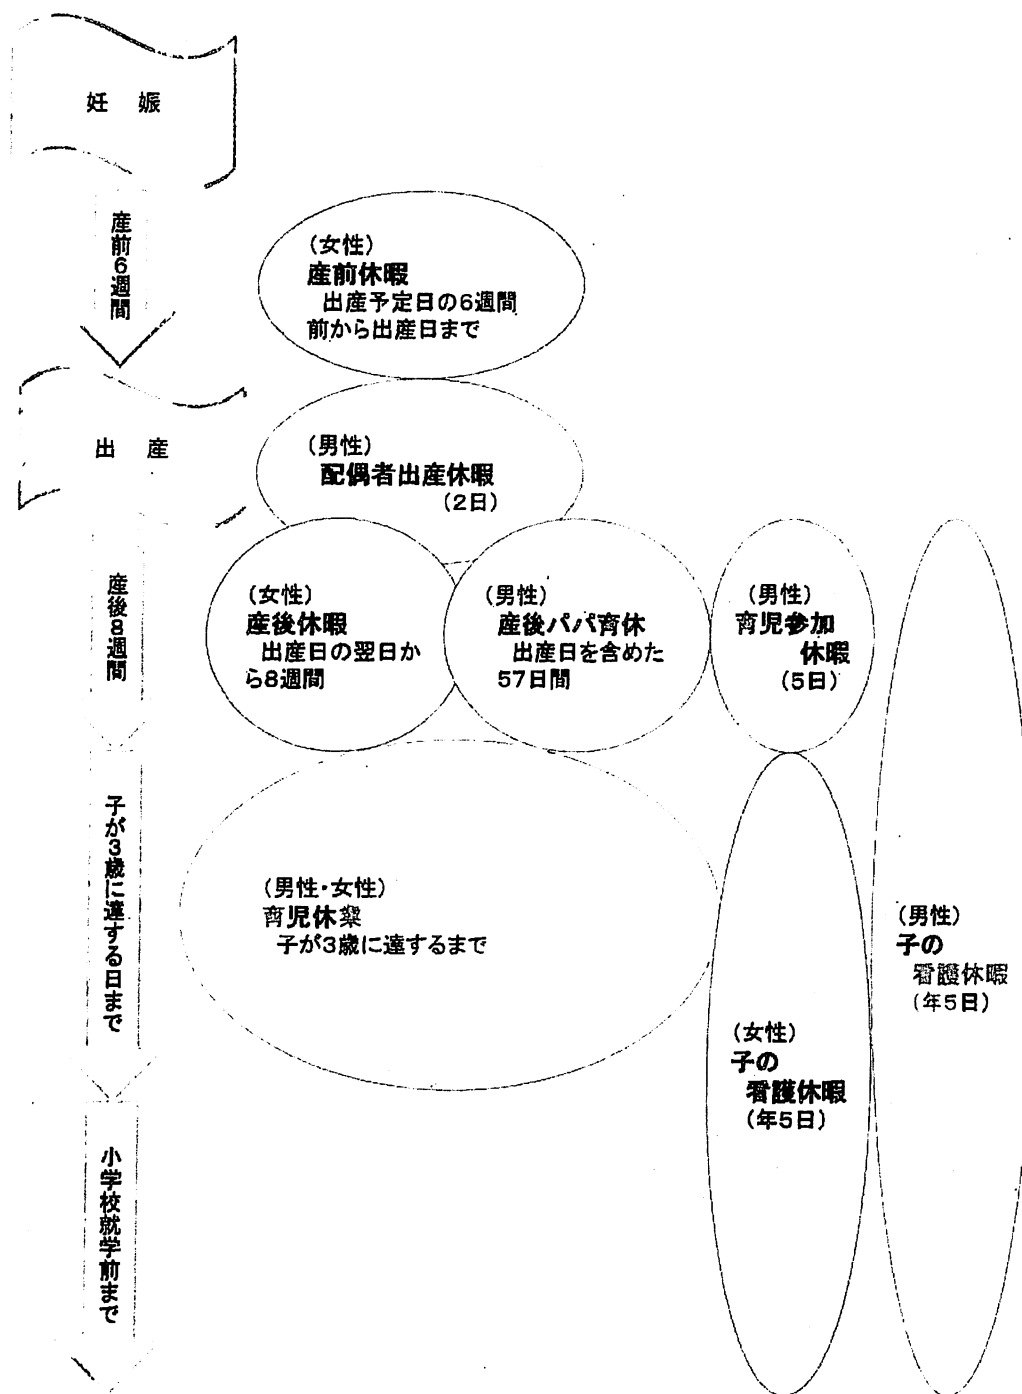 妊　娠
産前6週間
(女性)
産前休暇
出産予定日の6週間
前から出産日まで
出　産
(男性)
配偶者出産休暇
(2日)
産後8週間
(女性)
産後休暇
出産日の翌日か
ら8週間
(男性)
産後パパ育休
出産日を含めた
57日間
(男性)
育児参加
休暇
(5日)
子が3歳に達する日まで
(男性・女性)
育児休業
子が3歳に達するまで
(男性)
子の
看護休暇
(年5日)
(女性)
子の
看護休暇
(年5日)
小学校就学前まで